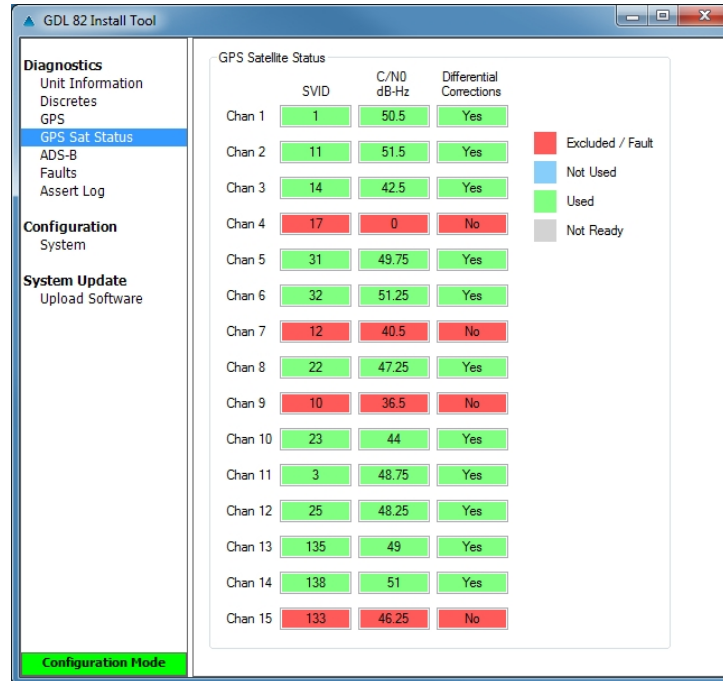 GDL 82 Install Tool
Diagnostics
Unit Information
Discretes
GPS
GPS Sat Status
ADS-B
Faults
Assert Log
Configuration
System
System Update
Upload Software
Configuration Mode
GPS Satellite Status
SVID C/N0 dB-Hz Differential Corrections
Chan 1 1 50.5 Yes
Chan 2 11 51.5 Yes
Chan 3 14 42.5 Yes
Chan 4 17 0 No
Chan 5 31 49.75 Yes
Chan 6 32 51.25 Yes
Chan 7 12 40.5 No
Chan 8 22 47.25 Yes
Chan 9 10 36.5 No
Chan 10 23 44 Yes
Chan 11 3 48.75 Yes
Chan 12 25 48.25 Yes
Chan 13 135 49 Yes
Chan 14 138 51 Yes
Chan 15 133 46.25 No
Excluded / Fault
Not Used
Used
Not Ready